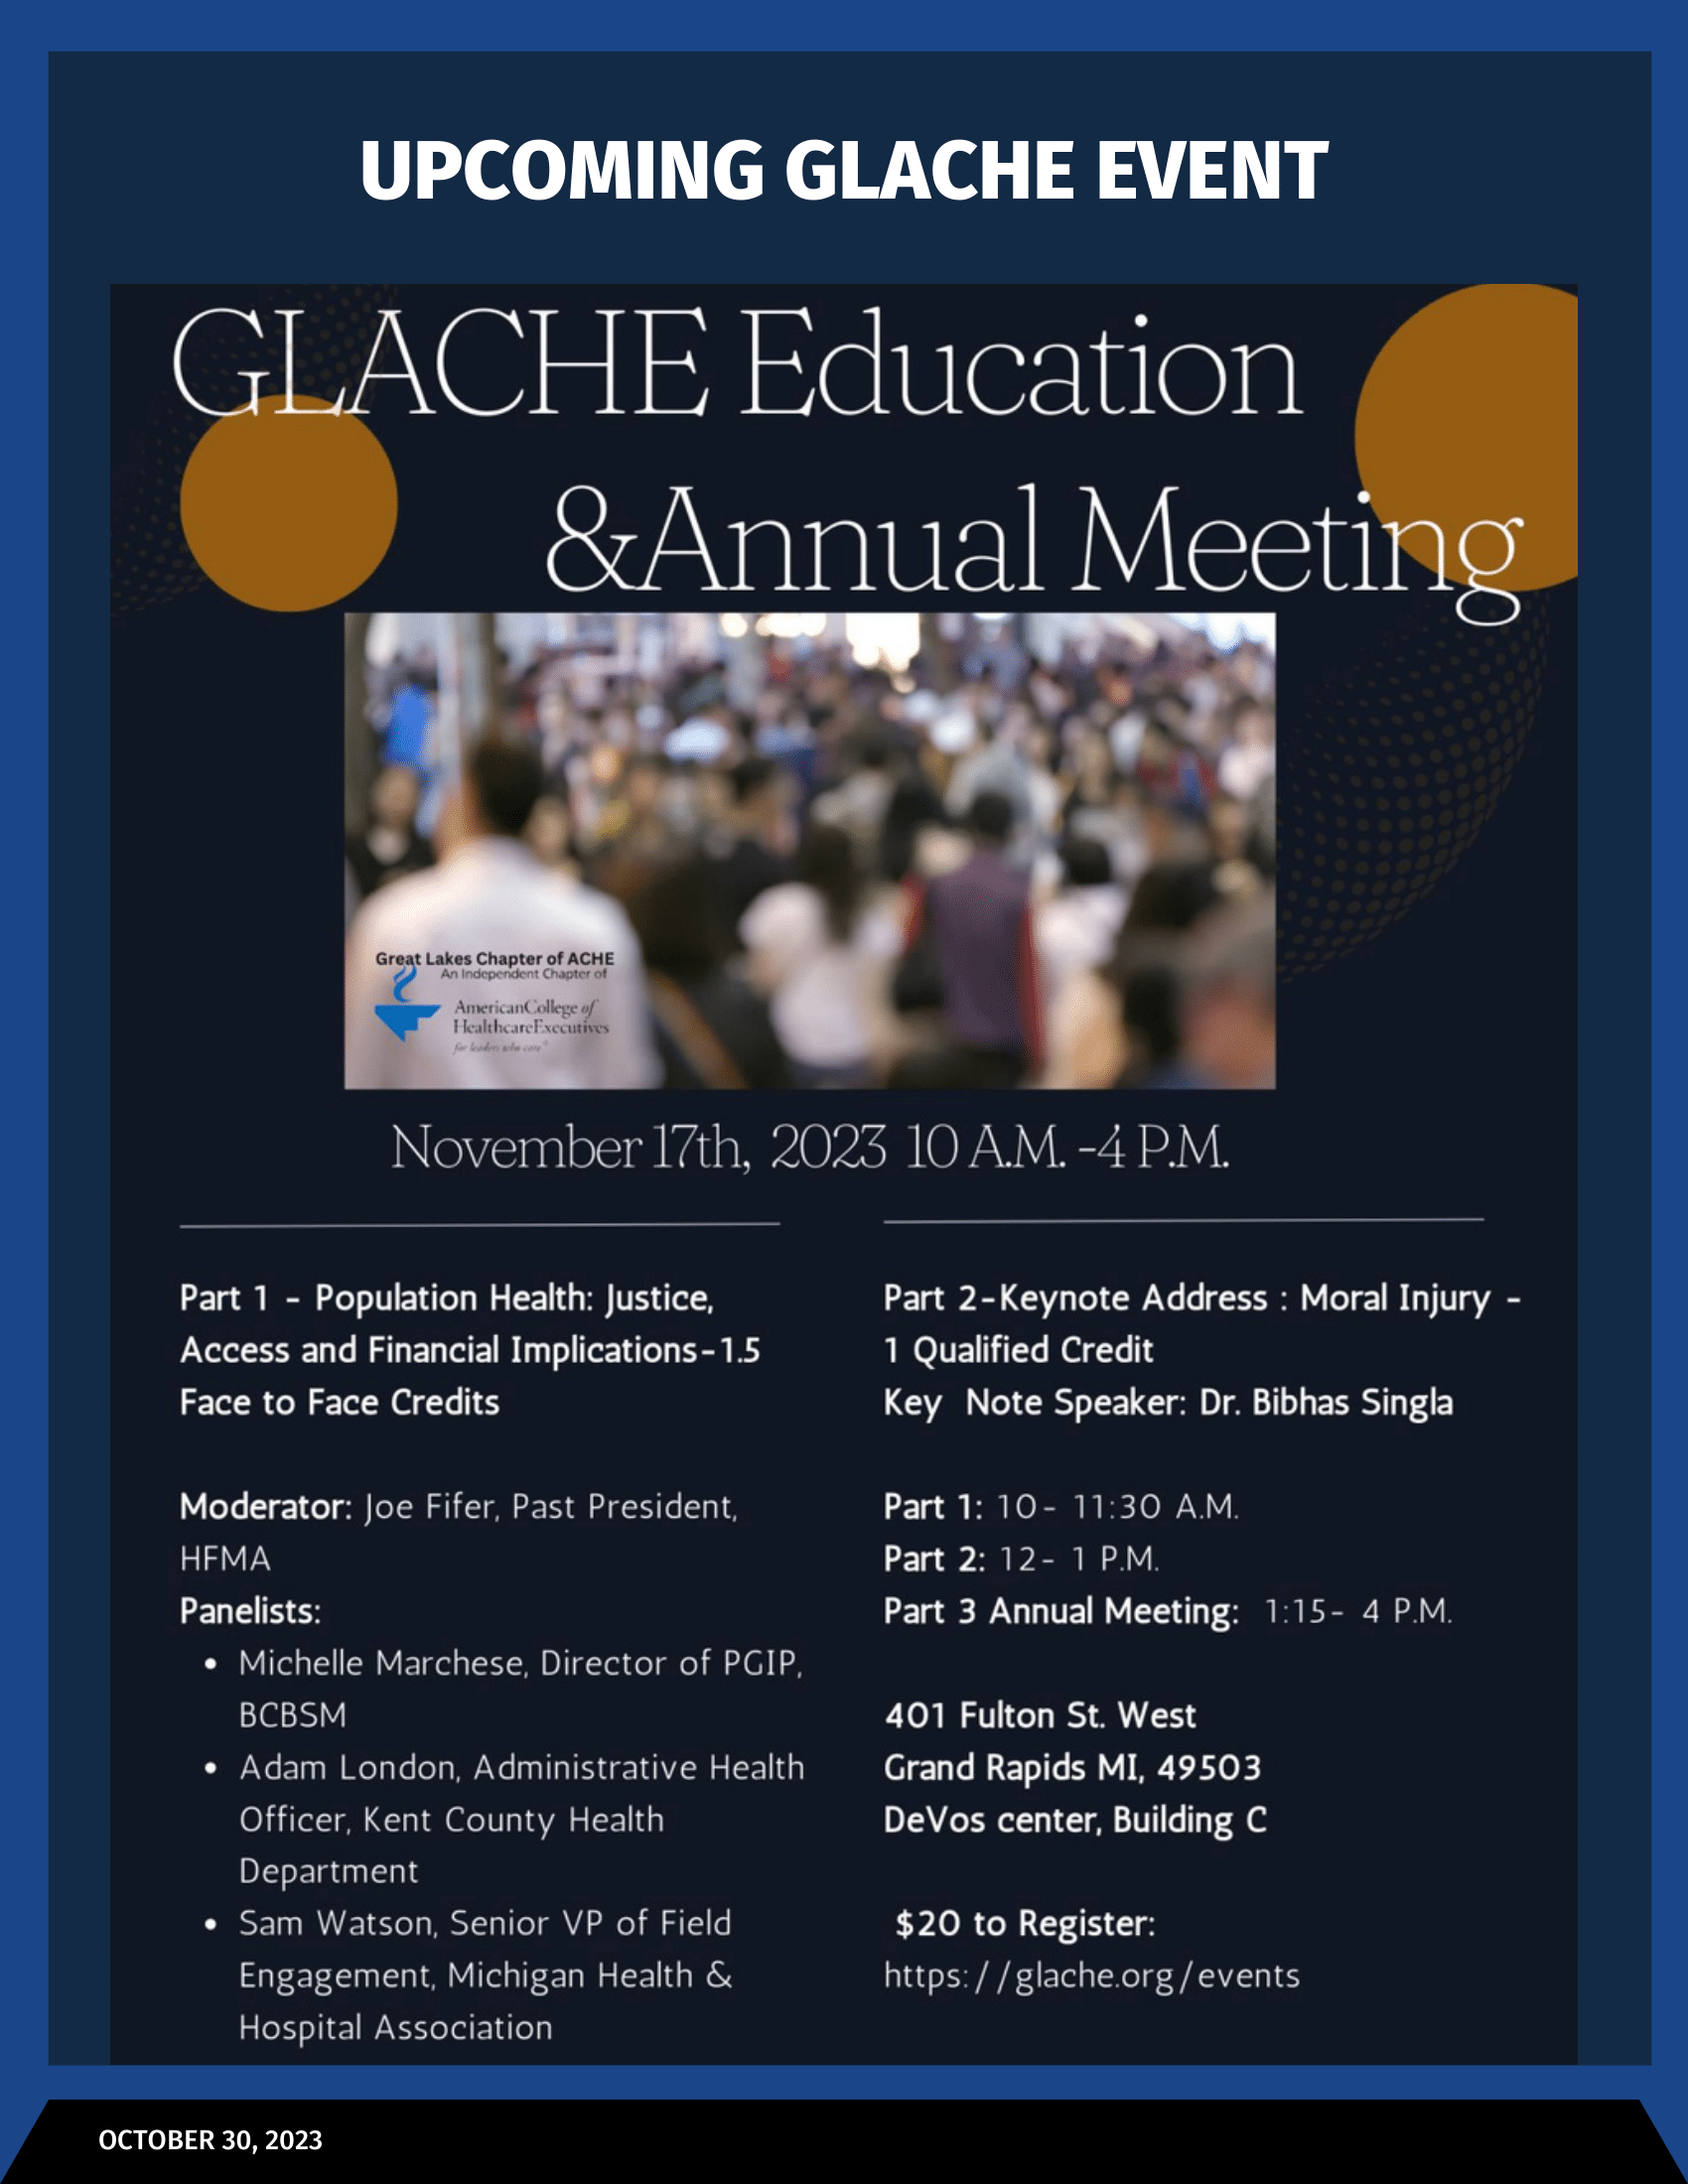 UPCOMING GLACHE EVENT
GLACHE Education
&Annual Meeting
Great Lakes Chapter of ACHE
An Independent Chapter of
AmericanCollege of
HealthcareExecutives
for leaders who care®
November 17th, 2023 10 A.M. -4 P.M.
Part 1 - Population Health: Justice,
Access and Financial Implications-1.5
Face to Face Credits
Moderator: Joe Fifer, Past President,
HFMA
Panelists:
• Michelle Marchese, Director of PGIP,
BCBSM
• Adam London, Administrative Health
Officer, Kent County Health
Department
• Sam Watson, Senior VP of Field
Engagement, Michigan Health &
Hospital Association
Part 2-Keynote Address : Moral Injury -
1 Qualified Credit
Key Note Speaker: Dr. Bibhas Singla
Part 1: 10- 11:30 A.M.
Part 2: 12- 1 P.M.
Part 3 Annual Meeting: 1:15- 4 P.M.
401 Fulton St. West
Grand Rapids MI, 49503
DeVos center, Building C
$20 to Register:
https://glache.org/events
OCTOBER 30, 2023